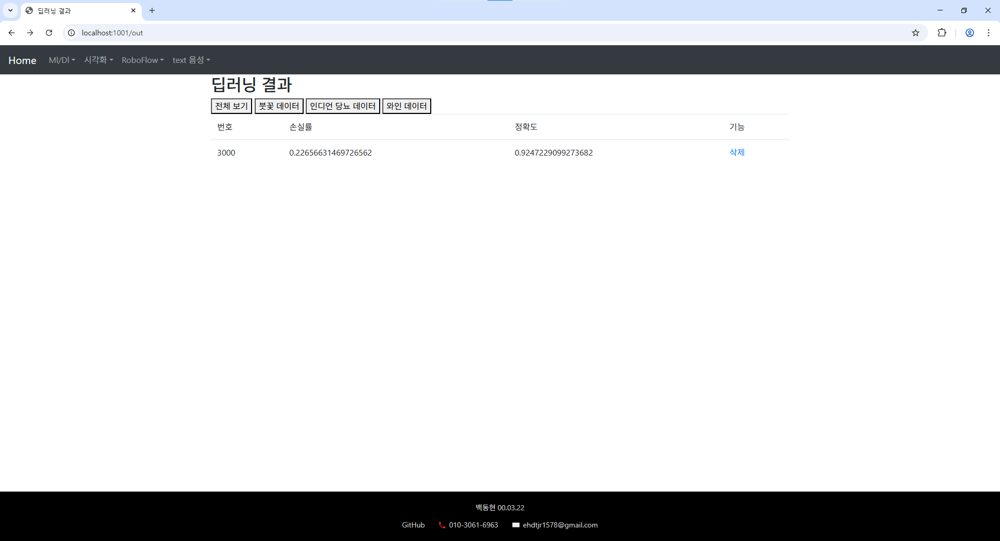 딥러닝 결과
localhost:1001/out
Home Ml/Dl 시각화 RoboFlow text 음성
딥러닝 결과
전체 보기 붓꽃 데이터 인디언 당뇨 데이터 와인 데이터
번호 손실률 정확도 기능
3000 0.22656631469726562 0.9247229099273682 삭제
백동현 00.03.22
GitHub 010-3061-6963 ehdtjr1578@gmail.com